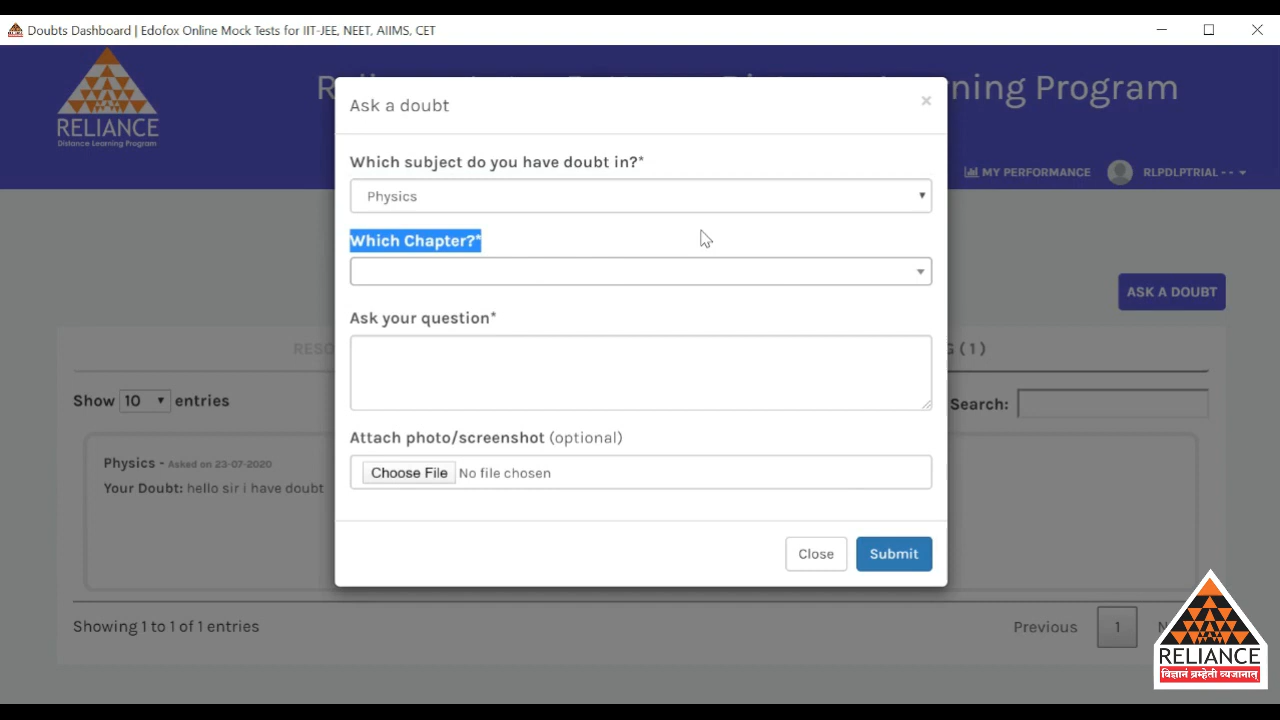 Doubts Dashboard | Edofox Online Mock Tests for IIT-JEE, NEET, AIIMS, CET
ning Program
RELIANCE
Distance Learning Program
MY PERFORMANCE
RLPDLPTRIAL - -
Ask a doubt
×
Which subject do you have doubt in?*
Physics
Which Chapter?*
ASK A DOUBT
Ask your question*
RESO
( 1 )
Show 10 entries
Search:
Attach photo/screenshot (optional)
Choose File No file chosen
Physics - Asked on 23-07-2020
Your Doubt: hello sir i have doubt
Close
Submit
Showing 1 to 1 of 1 entries
Previous
1
RELIANCE